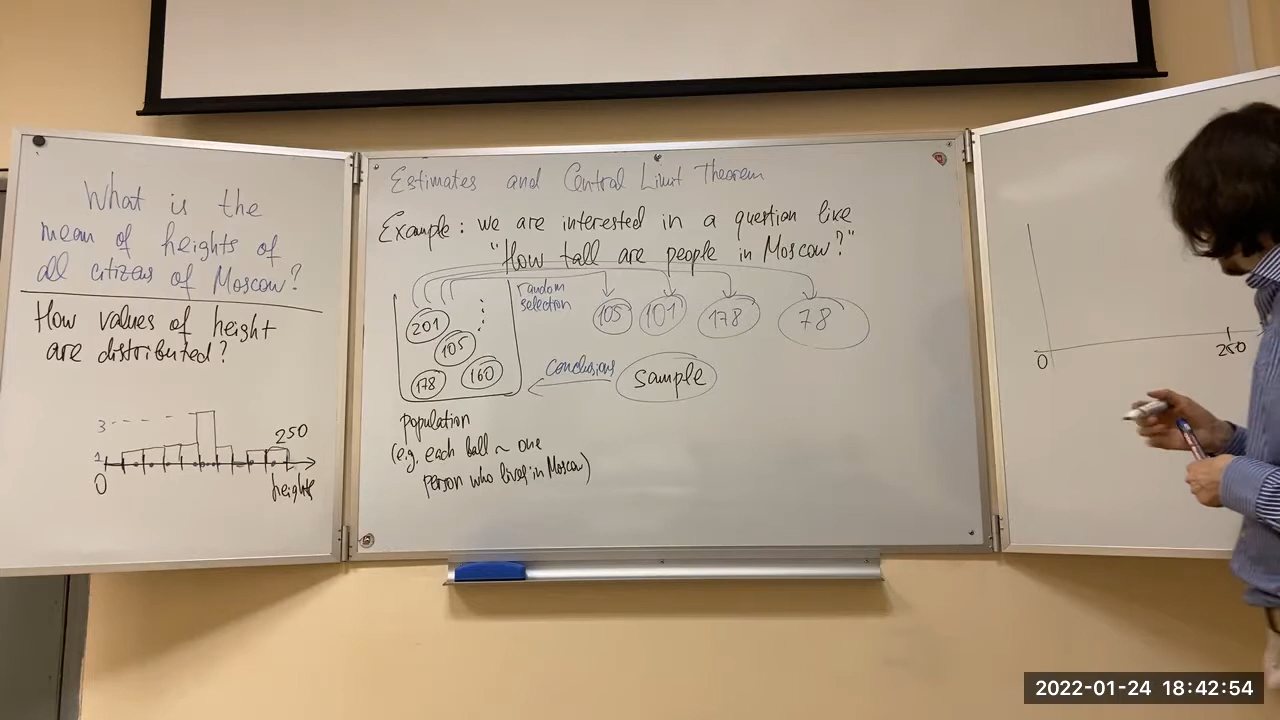 What is the
mean of heights of
all citizens of Moscow?
How values of height
are distributed?
3
250
1
0
heights
Estimates and Central Limit Theorem
Example: we are interested in a question like
"How tall are people in Moscow?"
random
selection
201
105
178
160
105
101
178
78
conclusions
sample
population
(e.g. each ball ~ one
person who lives in Moscow)
0
250
2022-01-24 18:42:54